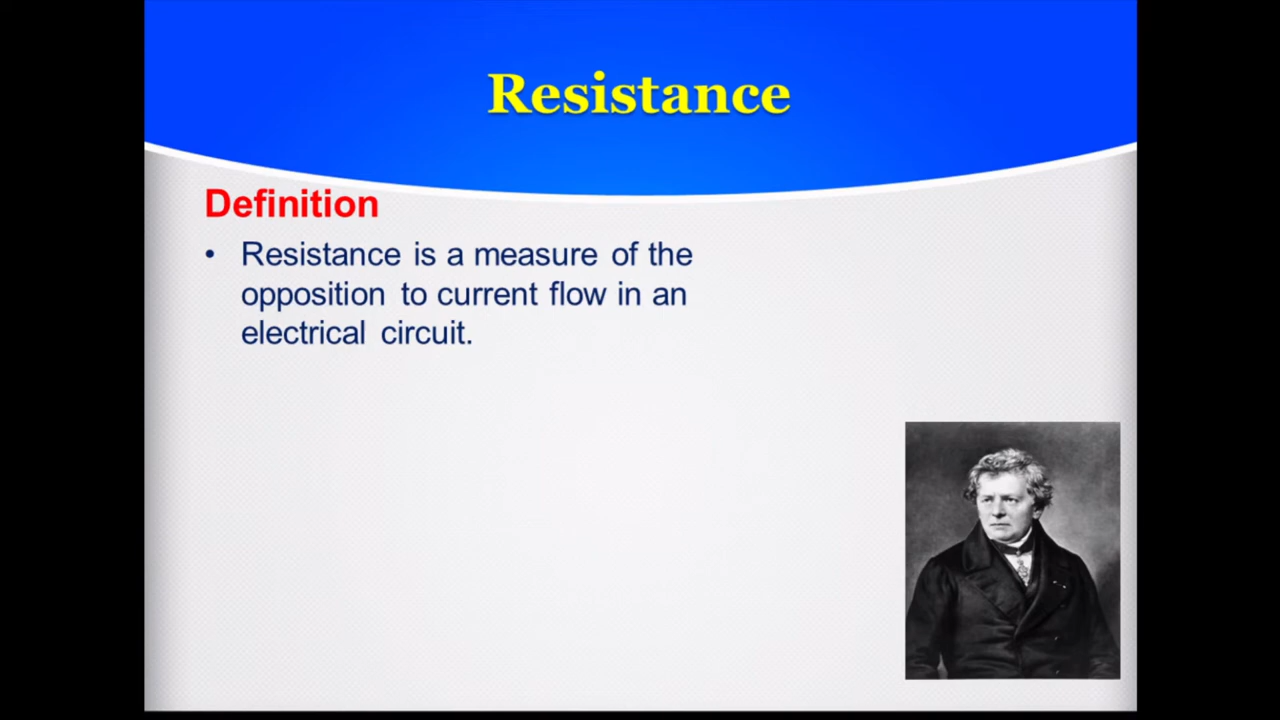 Resistance
Definition
• Resistance is a measure of the
opposition to current flow in an
electrical circuit.